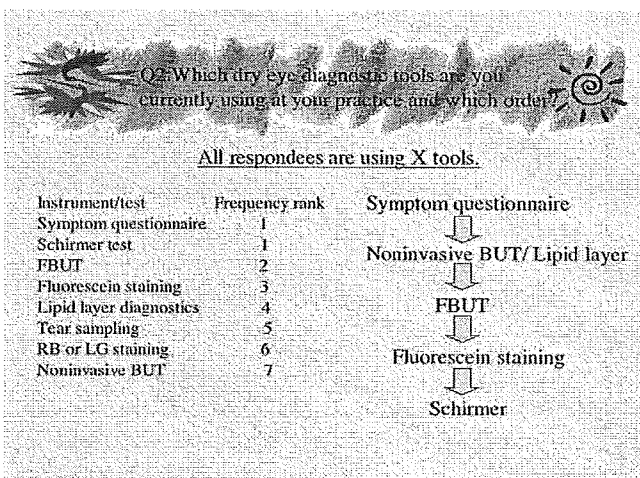 Q2:Which dry eye diagnostic tools are you
currently using at your practice and which order?
All respondees are using X tools.
Instrument/test Frequency rank
Symptom questionnaire 1
Schirmer test 1
FBUT 2
Fluorescein staining 3
Lipid layer diagnostics 4
Tear sampling 5
RB or LG staining 6
Noninvasive BUT 7
Symptom questionnaire
Noninvasive BUT/ Lipid layer
FBUT
Fluorescein staining
Schirmer